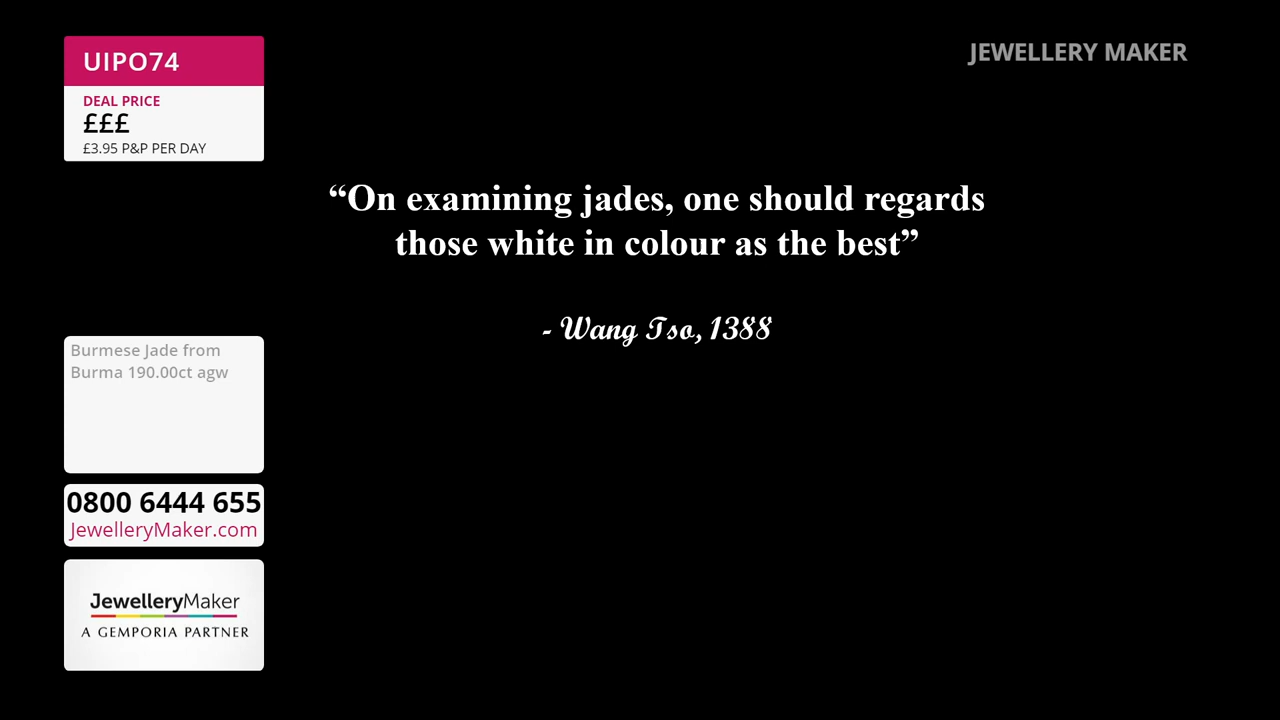 UIPO74
DEAL PRICE
£££
£3.95 P&P PER DAY
JEWELLERY MAKER
“On examining jades, one should regards
those white in colour as the best”
- Wang Tso, 1388
Burmese Jade from
Burma 190.00ct agw
0800 6444 655
JewelleryMaker.com
JewelleryMaker
A GEMPORIA PARTNER